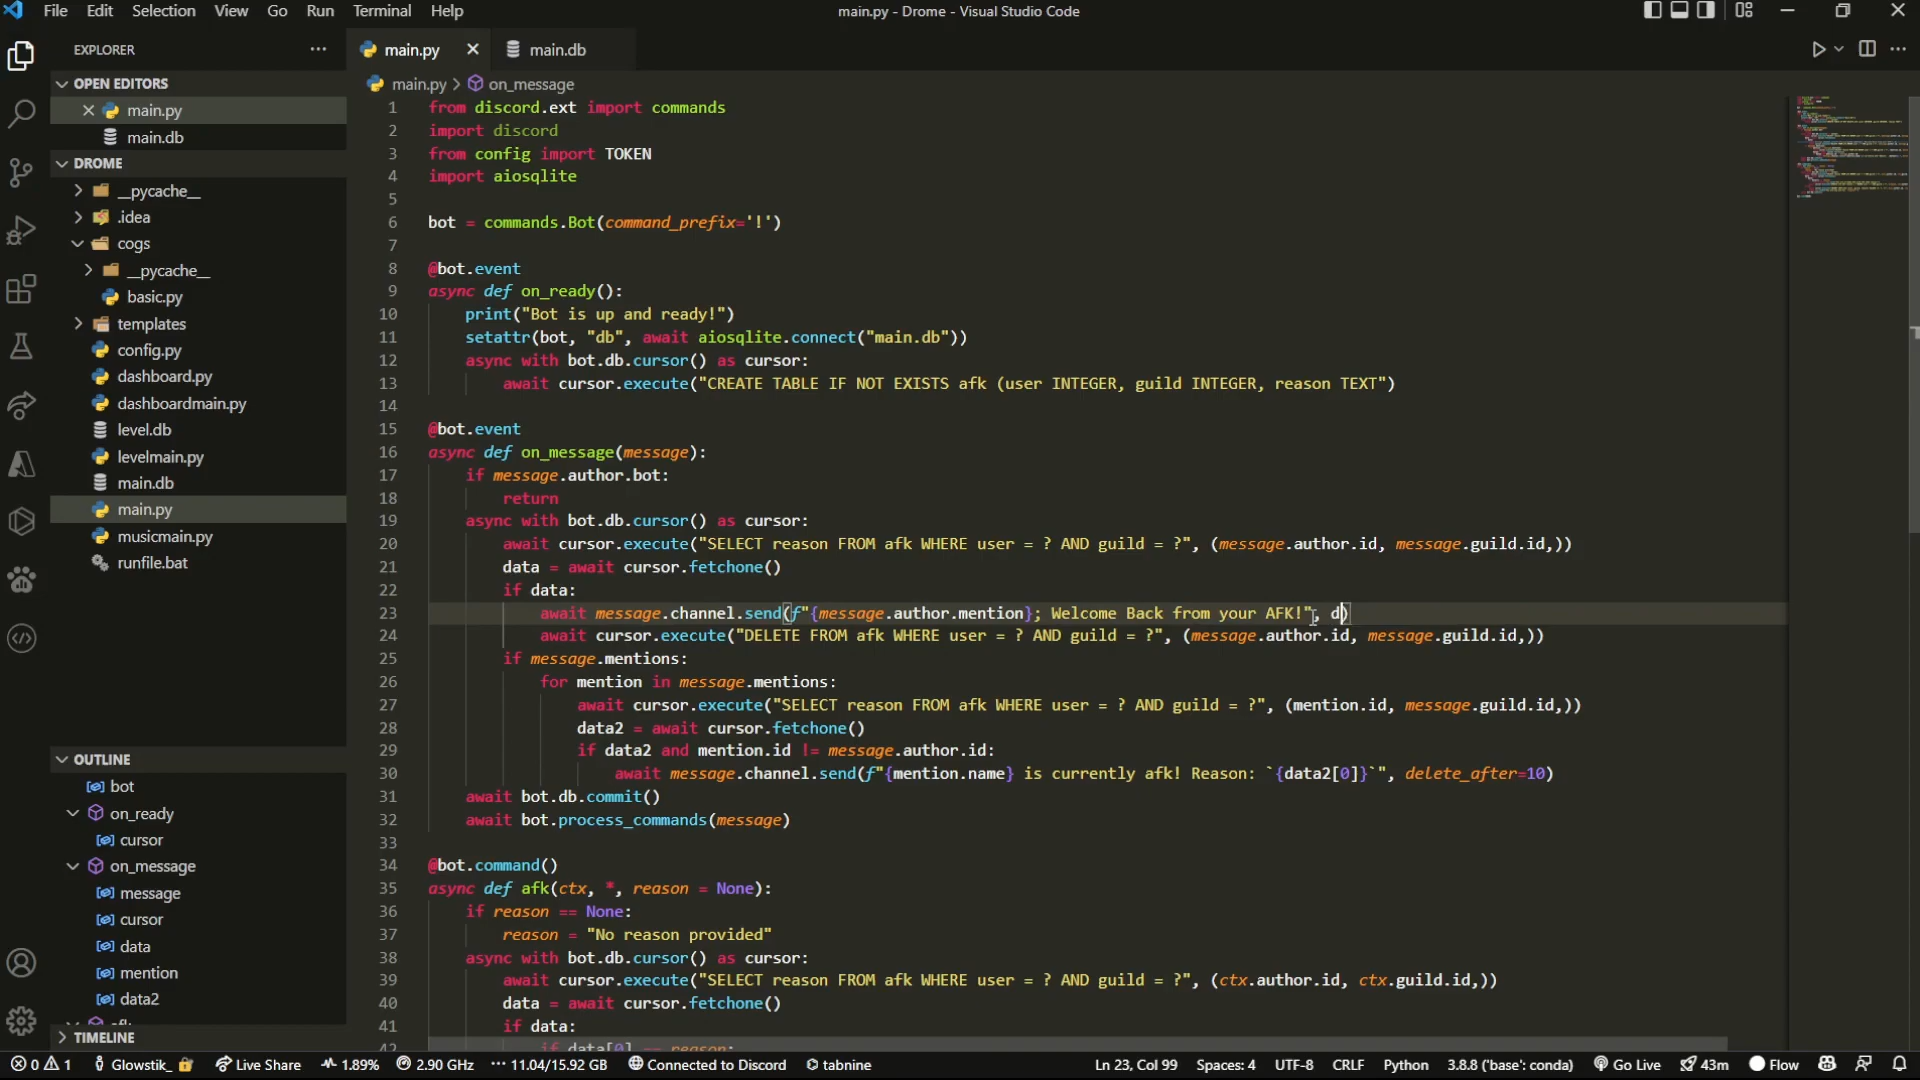 File Edit Selection View Go Run Terminal Help
main.py - Drome - Visual Studio Code
EXPLORER
OPEN EDITORS
main.py
main.db
DROME
__pycache__
.idea
cogs
__pycache__
basic.py
templates
config.py
dashboard.py
dashboardmain.py
level.db
levelmain.py
main.db
main.py
musicmain.py
runfile.bat
OUTLINE
bot
on_ready
cursor
on_message
message
cursor
data
mention
data2
TIMELINE
main.py main.db
main.py > on_message
1 from discord.ext import commands
2 import discord
3 from config import TOKEN
4 import aiosqlite
5
6 bot = commands.Bot(command_prefix='!')
7
8 @bot.event
9 async def on_ready():
10 print("Bot is up and ready!")
11 setattr(bot, "db", await aiosqlite.connect("main.db"))
12 async with bot.db.cursor() as cursor:
13 await cursor.execute("CREATE TABLE IF NOT EXISTS afk (user INTEGER, guild INTEGER, reason TEXT")
14
15 @bot.event
16 async def on_message(message):
17 if message.author.bot:
18 return
19 async with bot.db.cursor() as cursor:
20 await cursor.execute("SELECT reason FROM afk WHERE user = ? AND guild = ?", (message.author.id, message.guild.id,))
21 data = await cursor.fetchone()
22 if data:
23 await message.channel.send(f"{message.author.mention}; Welcome Back from your AFK!", d)
24 await cursor.execute("DELETE FROM afk WHERE user = ? AND guild = ?", (message.author.id, message.guild.id,))
25 if message.mentions:
26 for mention in message.mentions:
27 await cursor.execute("SELECT reason FROM afk WHERE user = ? AND guild = ?", (mention.id, message.guild.id,))
28 data2 = await cursor.fetchone()
29 if data2 and mention.id != message.author.id:
30 await message.channel.send(f"{mention.name} is currently afk! Reason: `{data2[0]}`", delete_after=10)
31 await bot.db.commit()
32 await bot.process_commands(message)
33
34 @bot.command()
35 async def afk(ctx, *, reason = None):
36 if reason == None:
37 reason = "No reason provided"
38 async with bot.db.cursor() as cursor:
39 await cursor.execute("SELECT reason FROM afk WHERE user = ? AND guild = ?", (ctx.author.id, ctx.guild.id,))
40 data = await cursor.fetchone()
41 if data:
42 if data[0] == reason:
0 1 Glowstik_ Live Share 1.89% 2.90 GHz 11.04/15.92 GB Connected to Discord tabnine Ln 23, Col 99 Spaces: 4 UTF-8 CRLF Python 3.8.8 ('base': conda) Go Live 43m Flow